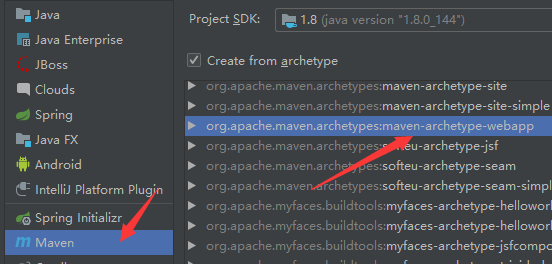 Java
Java Enterprise
JBoss
Clouds
Spring
Java FX
Android
IntelliJ Platform Plugin
Spring Initializr
Maven
Project SDK: 1.8 (java version "1.8.0_144")
Create from archetype
org.apache.maven.archetypes:maven-archetype-site
org.apache.maven.archetypes:maven-archetype-site-simple
org.apache.maven.archetypes:maven-archetype-webapp
org.apache.maven.archetypes:softeu-archetype-jsf
org.apache.maven.archetypes:softeu-archetype-seam
org.apache.maven.archetypes:softeu-archetype-seam-simpl
org.apache.myfaces.buildtools:myfaces-archetype-hellowor
org.apache.myfaces.buildtools:myfaces-archetype-hellowor
org.apache.myfaces.buildtools:myfaces-archetype-jsfcompo